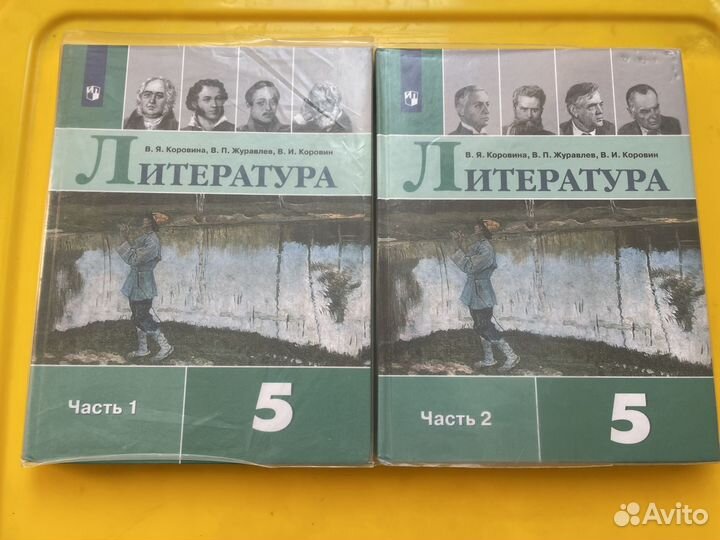 В. Я. Коровина, В. П. Журавлев, В. И. Коровин
ЛИТЕРАТУРА
Часть 1
5
В. Я. Коровина, В. П. Журавлев, В. И. Коровин
ЛИТЕРАТУРА
Часть 2
5
Avito